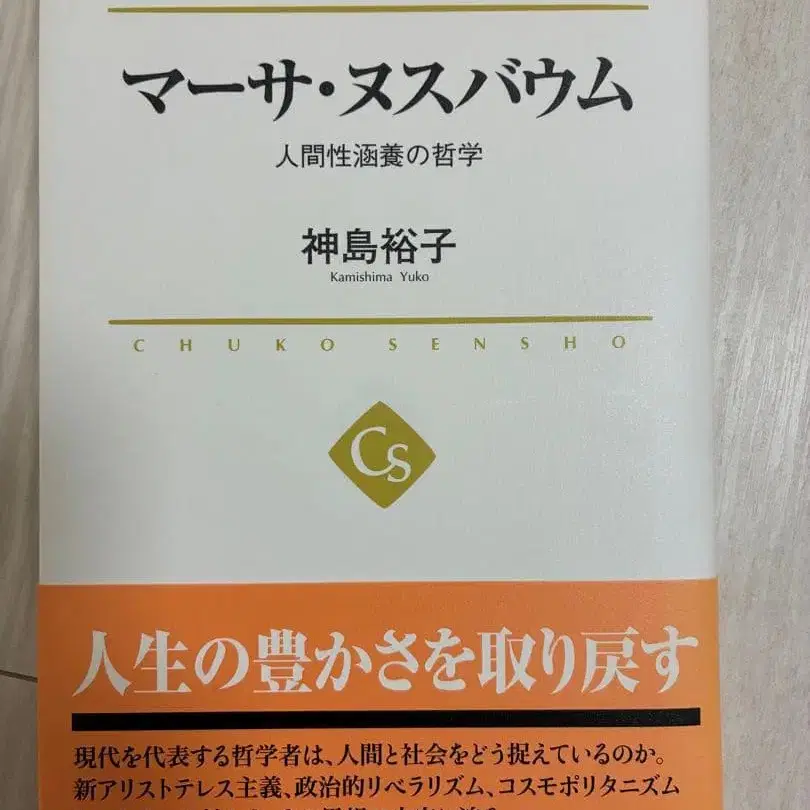 マーサ・ヌスバウム
人間性涵養の哲学
神島裕子
Kamishima Yuko
CHUKO SENSHO
CS
人生の豊かさを取り戻す
現代を代表する哲学者は、人間と社会をどう捉えているのか。
新アリストテレス主義、政治的リベラリズム、コスモポリタニズム